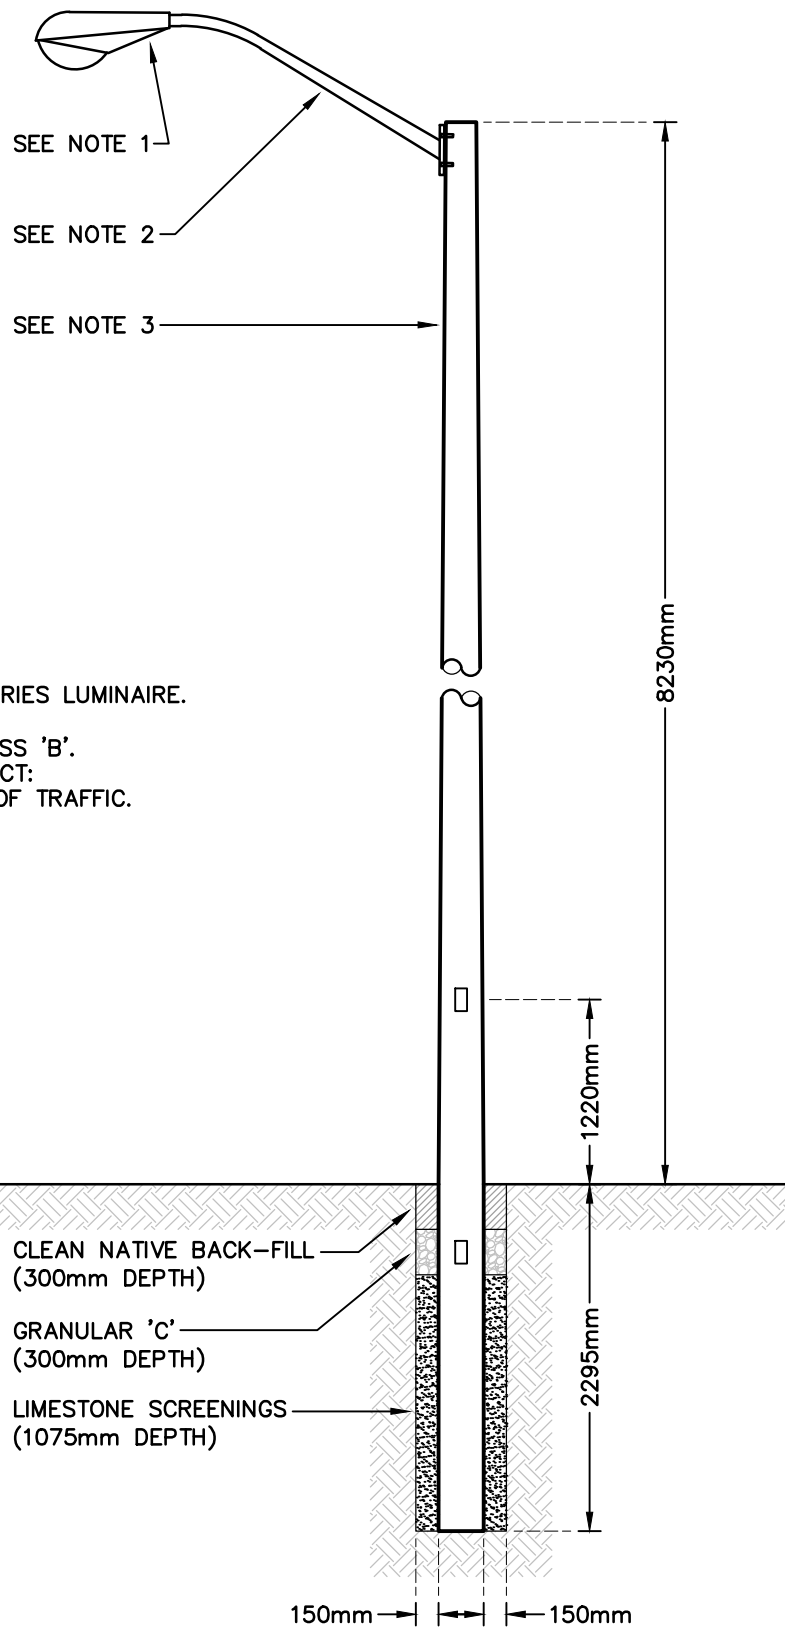 SEE NOTE 1
SEE NOTE 2
SEE NOTE 3
8230mm
RIES LUMINAIRE.
SS 'B'.
CT:
OF TRAFFIC.
1220mm
CLEAN NATIVE BACK-FILL
(300mm DEPTH)
GRANULAR 'C'
(300mm DEPTH)
2295mm
LIMESTONE SCREENINGS
(1075mm DEPTH)
150mm
150mm